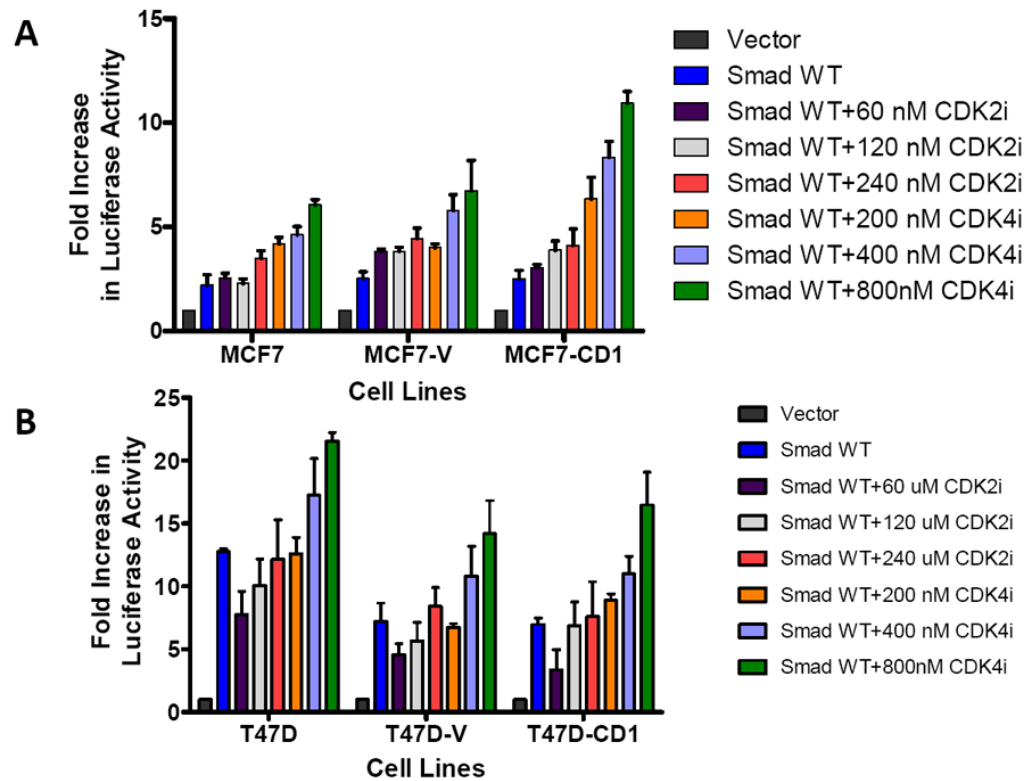 A
Fold Increase
in Luciferase Activity
15
10
5
0
MCF7
MCF7-V
MCF7-CD1
Cell Lines
Vector
Smad WT
Smad WT+60 nM CDK2i
Smad WT+120 nM CDK2i
Smad WT+240 nM CDK2i
Smad WT+200 nM CDK4i
Smad WT+400 nM CDK4i
Smad WT+800nM CDK4i
B
Fold Increase in
Luciferase Activity
25
20
15
10
5
0
T47D
T47D-V
T47D-CD1
Cell Lines
Vector
Smad WT
Smad WT+60 uM CDK2i
Smad WT+120 uM CDK2i
Smad WT+240 uM CDK2i
Smad WT+200 nM CDK4i
Smad WT+400 nM CDK4i
Smad WT+800nM CDK4i